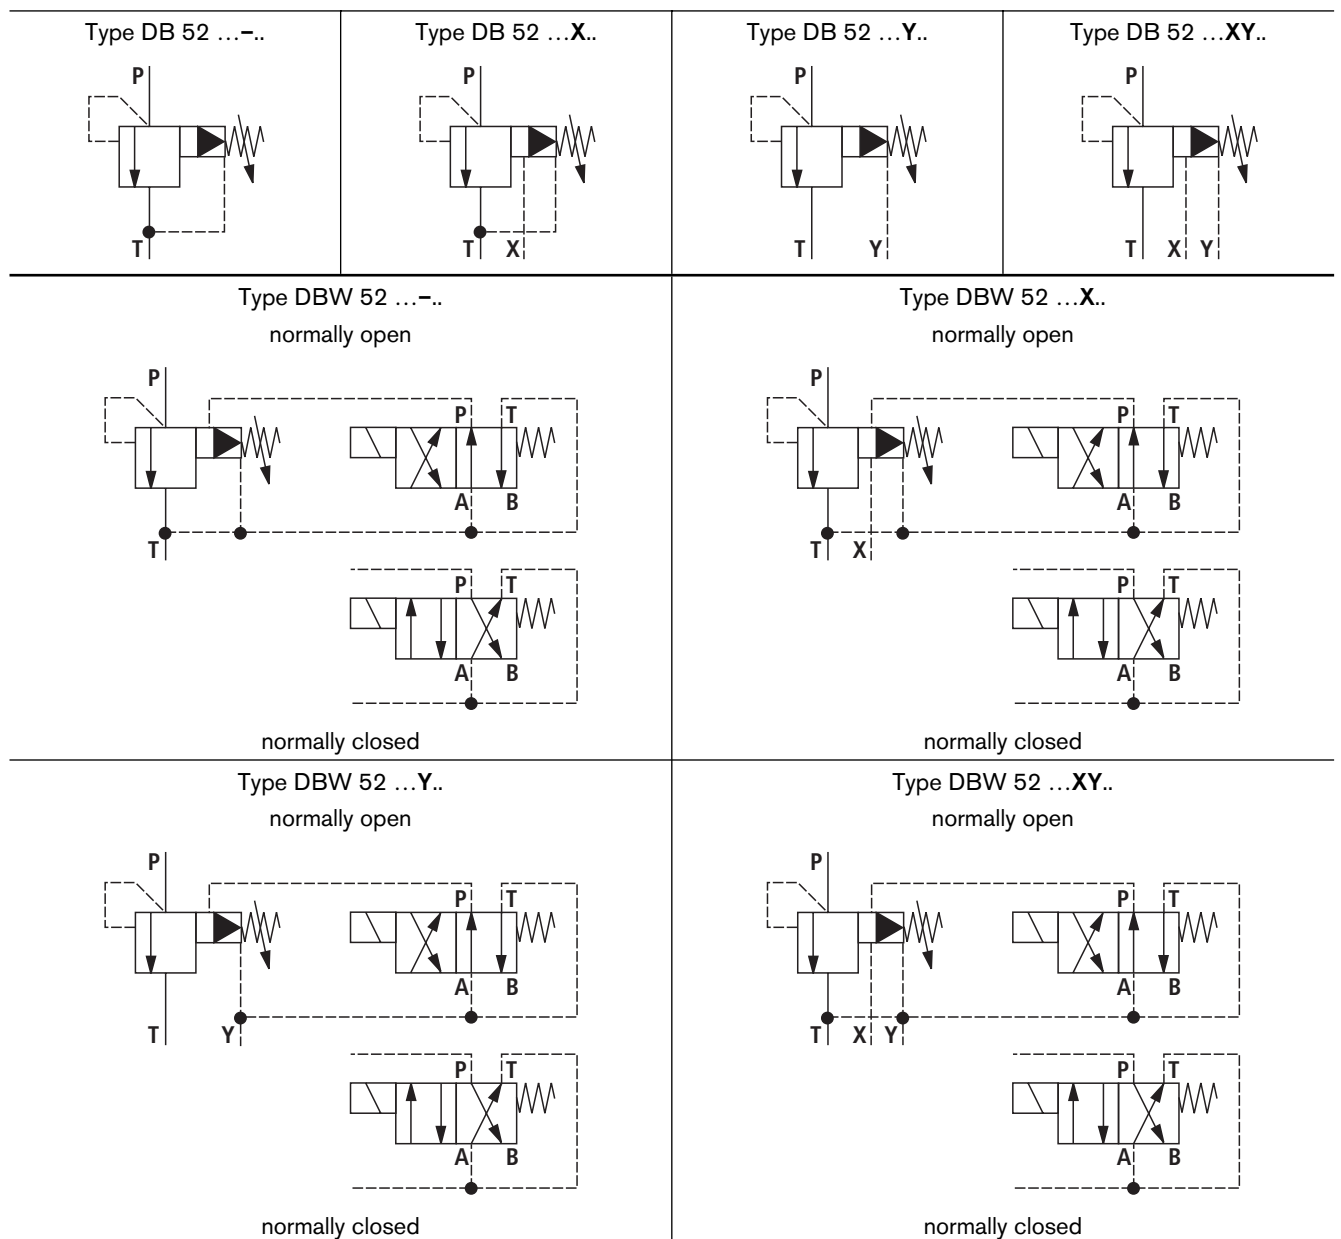 Type DB 52 …–..
Type DB 52 …X..
Type DB 52 …Y..
Type DB 52 …XY..
P
P
P
P
T
T X
T Y
T X Y
Type DBW 52 …–..
normally open
P
P T
A B
T
P T
A B
normally closed
Type DBW 52 …X..
normally open
P
P T
A B
T X
P T
A B
normally closed
Type DBW 52 …Y..
normally open
P
P T
A B
T Y
P T
A B
normally closed
Type DBW 52 …XY..
normally open
P
P T
A B
T X Y
P T
A B
normally closed